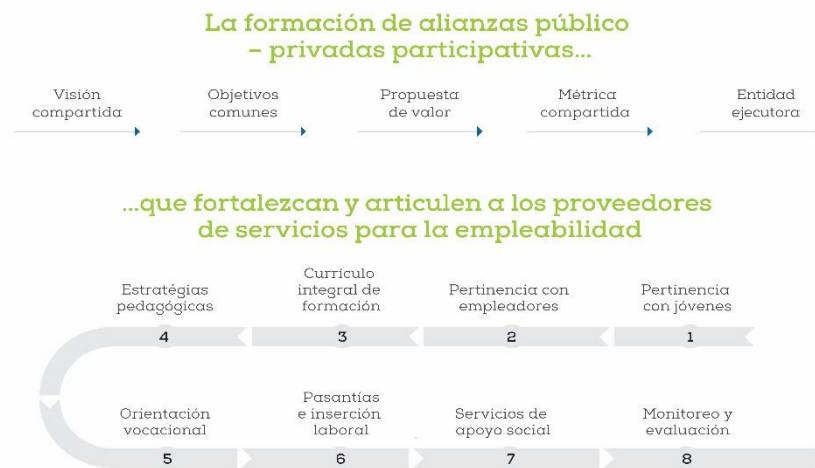 La formación de alianzas público
– privadas participativas...
Visión
compartida
Objetivos
comunes
Propuesta
de valor
Métrica
compartida
Entidad
ejecutora
...que fortalezcan y articulen a los proveedores
de servicios para la empleabilidad
Estratégias
pedagógicas
Currículo
integral de
formación
Pertinencia con
empleadores
Pertinencia
con jóvenes
4
3
2
1
Orientación
vocacional
Pasantías
e inserción
laboral
Servicios de
apoyo social
Monitoreo y
evaluación
5
6
7
8